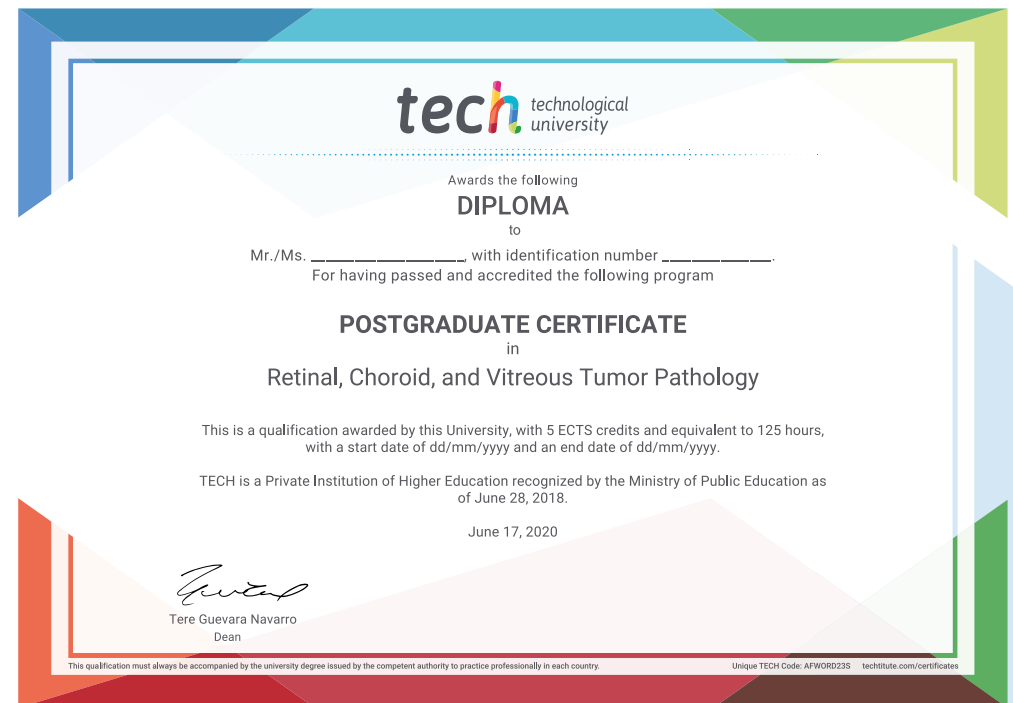 tech technological
university
Awards the following
DIPLOMA
to
Mr./Ms. ________________, with identification number ____________.
For having passed and accredited the following program
POSTGRADUATE CERTIFICATE
in
Retinal, Choroid, and Vitreous Tumor Pathology
This is a qualification awarded by this University, with 5 ECTS credits and equivalent to 125 hours,
with a start date of dd/mm/yyyy and an end date of dd/mm/yyyy.
TECH is a Private Institution of Higher Education recognized by the Ministry of Public Education as
of June 28, 2018.
June 17, 2020
Tere Guevara Navarro
Dean
This qualification must always be accompanied by the university degree issued by the competent authority to practice professionally in each country.
Unique TECH Code: AFWORD23S techtitute.com/certificates